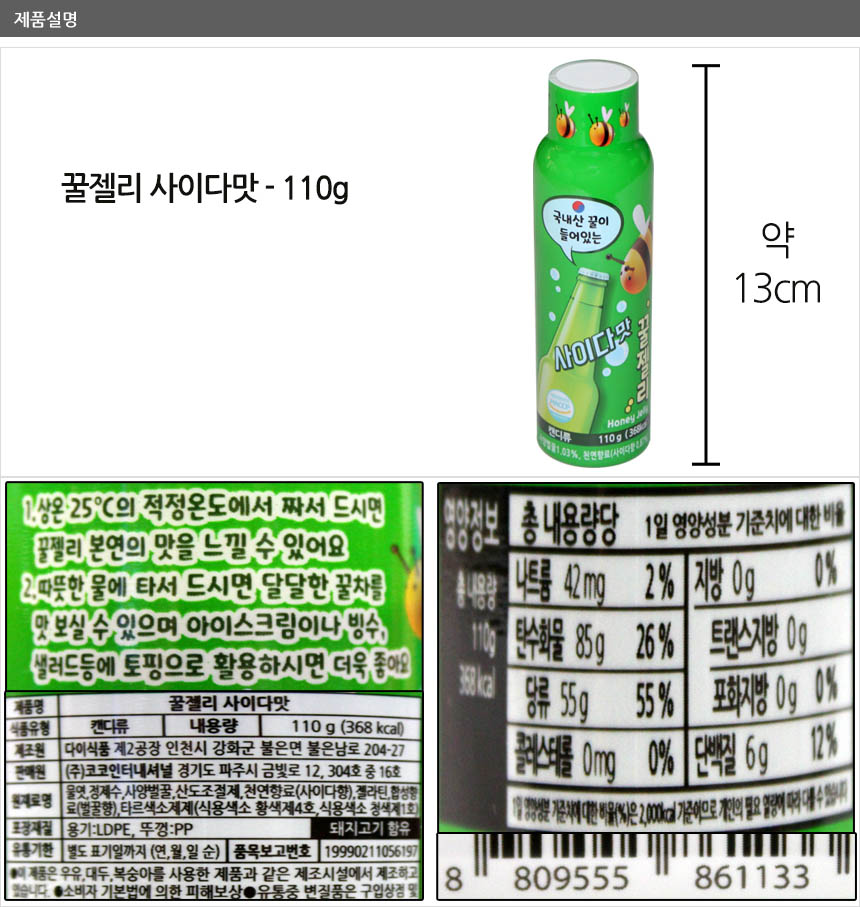 제품설명
꿀젤리 사이다맛 - 110g
국내산 꿀이
들어있는
사이다맛
꿀젤리
HACCP
Honey Jelly
캔디류 110 g (368kcal
약
13cm
1.상온 25℃의 적정온도에서 짜서 드시면
꿀젤리 본연의 맛을 느낄 수 있어요
2.따뜻한 물에 타서 드시면 달달한 꿀차를
맛 보실 수 있으며 아이스크림이나 빙수,
샐러드등에 토핑으로 활용하시면 더욱 좋아요
제품명 꿀젤리 사이다맛
식품유형 캔디류 내용량 110 g (368 kcal)
제조원 다이식품 제2공장 인천시 강화군 불은면 불은남로 204-27
판매원 (주)코코인터내셔널 경기도 파주시 금빛로 12, 304호 중 16호
원재료명 물엿,정제수,사양벌꿀,산도조절제,천연향료(사이다향),젤라틴,합성향
료(벌꿀향),타르색소제제(식용색소 황색제4호,식용색소 청색제1호)
포장재질 용기:LDPE, 뚜껑:PP 돼지고기 함유
유통기한 별도 표기일까지 (연,월,일 순) 품목보고번호 19990211056197
●이 제품은 우유,대두,복숭아를 사용한 제품과 같은 제조시설에서 제조하고
있습니다. ●소비자 기본법에 의한 피해보상●유통중 변질품은 구입상점 및
영양정보
총 내용량
110g
368 kcal
총 내용량당 1일 영양성분 기준치에 대한 비율
나트륨 42mg 2% 지방 0g 0%
탄수화물 85g 26% 트랜스지방 0g
당류 55g 55% 포화지방 0g 0%
콜레스테롤 0mg 0% 단백질 6g 12%
1일 영양성분 기준치에 대한 비율(%)은 2,000kcal 기준이므로 개인의 필요 열량에 따라 다를 수 있습니다
8 809555 861133